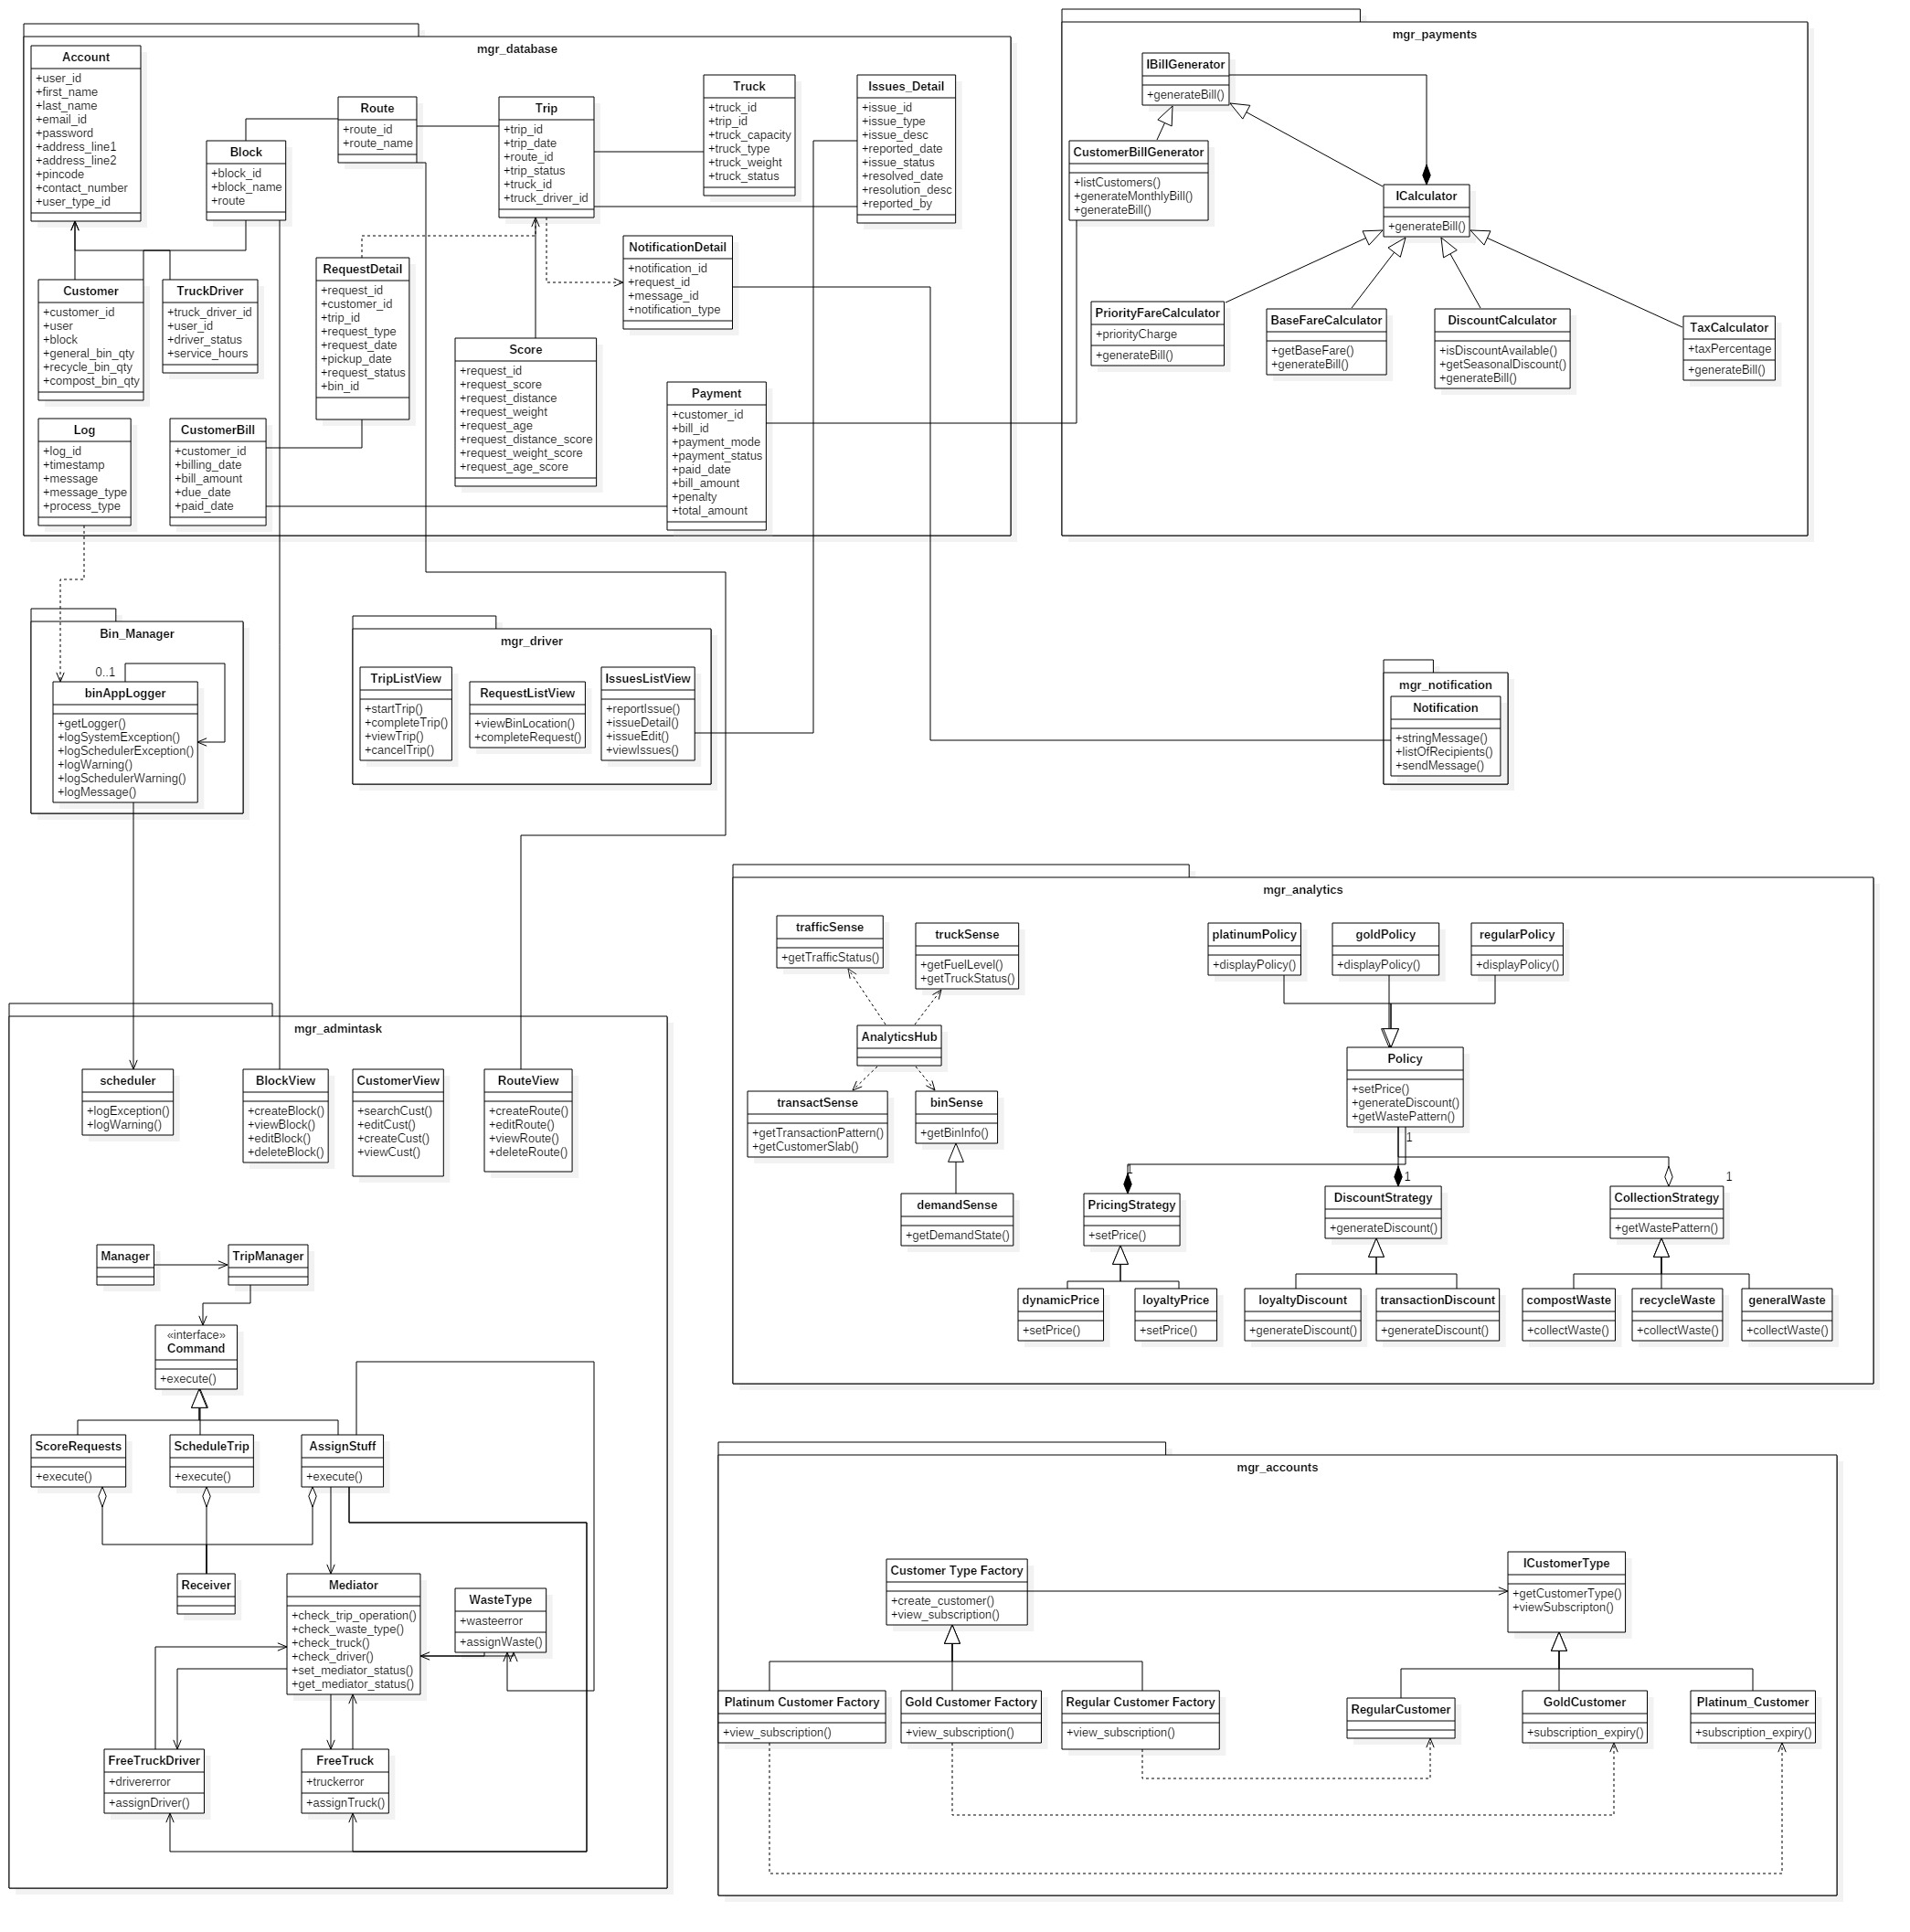 mgr_database
Account
+user_id
+first_name
+last_name
+email_id
+password
+address_line1
+address_line2
+pincode
+contact_number
+user_type_id
Block
+block_id
+block_name
+route
Route
+route_id
+route_name
Trip
+trip_id
+trip_date
+route_id
+trip_status
+truck_id
+truck_driver_id
Truck
+truck_id
+trip_id
+truck_capacity
+truck_type
+truck_weight
+truck_status
Issues_Detail
+issue_id
+issue_type
+issue_desc
+reported_date
+issue_status
+resolved_date
+resolution_desc
+reported_by
Customer
+customer_id
+user
+block
+general_bin_qty
+recycle_bin_qty
+compost_bin_qty
TruckDriver
+truck_driver_id
+user_id
+driver_status
+service_hours
RequestDetail
+request_id
+customer_id
+trip_id
+request_type
+request_date
+pickup_date
+request_status
+bin_id
NotificationDetail
+notification_id
+request_id
+message_id
+notification_type
Score
+request_id
+request_score
+request_distance
+request_weight
+request_age
+request_distance_score
+request_weight_score
+request_age_score
Payment
+customer_id
+bill_id
+payment_mode
+payment_status
+paid_date
+bill_amount
+penalty
+total_amount
Log
+log_id
+timestamp
+message
+message_type
+process_type
CustomerBill
+customer_id
+billing_date
+bill_amount
+due_date
+paid_date
mgr_payments
IBillGenerator
+generateBill()
CustomerBillGenerator
+listCustomers()
+generateMonthlyBill()
+generateBill()
ICalculator
+generateBill()
PriorityFareCalculator
+priorityCharge
+generateBill()
BaseFareCalculator
+getBaseFare()
+generateBill()
DiscountCalculator
+isDiscountAvailable()
+getSeasonalDiscount()
+generateBill()
TaxCalculator
+taxPercentage
+generateBill()
Bin_Manager
0..1
binAppLogger
+getLogger()
+logSystemException()
+logSchedulerException()
+logWarning()
+logSchedulerWarning()
+logMessage()
mgr_driver
TripListView
+startTrip()
+completeTrip()
+viewTrip()
+cancelTrip()
RequestListView
+viewBinLocation()
+completeRequest()
IssuesListView
+reportIssue()
+issueDetail()
+issueEdit()
+viewIssues()
mgr_notification
Notification
+stringMessage()
+listOfRecipients()
+sendMessage()
mgr_analytics
trafficSense
+getTrafficStatus()
truckSense
+getFuelLevel()
+getTruckStatus()
AnalyticsHub
transactSense
+getTransactionPattern()
+getCustomerSlab()
binSense
+getBinInfo()
demandSense
+getDemandState()
platinumPolicy
+displayPolicy()
goldPolicy
+displayPolicy()
regularPolicy
+displayPolicy()
Policy
+setPrice()
+generateDiscount()
+getWastePattern()
1
1
1
1
PricingStrategy
+setPrice()
DiscountStrategy
+generateDiscount()
CollectionStrategy
+getWastePattern()
dynamicPrice
+setPrice()
loyaltyPrice
+setPrice()
loyaltyDiscount
+generateDiscount()
transactionDiscount
+generateDiscount()
compostWaste
+collectWaste()
recycleWaste
+collectWaste()
generalWaste
+collectWaste()
mgr_admintask
scheduler
+logException()
+logWarning()
BlockView
+createBlock()
+viewBlock()
+editBlock()
+deleteBlock()
CustomerView
+searchCust()
+editCust()
+createCust()
+viewCust()
RouteView
+createRoute()
+editRoute()
+viewRoute()
+deleteRoute()
Manager
TripManager
«interface»
Command
+execute()
ScoreRequests
+execute()
ScheduleTrip
+execute()
AssignStuff
+execute()
Receiver
Mediator
+check_trip_operation()
+check_waste_type()
+check_truck()
+check_driver()
+set_mediator_status()
+get_mediator_status()
WasteType
+wasteerror
+assignWaste()
FreeTruckDriver
+drivererror
+assignDriver()
FreeTruck
+truckerror
+assignTruck()
mgr_accounts
Customer Type Factory
+create_customer()
+view_subscription()
ICustomerType
+getCustomerType()
+viewSubscripton()
Platinum Customer Factory
+view_subscription()
Gold Customer Factory
+view_subscription()
Regular Customer Factory
+view_subscription()
RegularCustomer
GoldCustomer
+subscription_expiry()
Platinum_Customer
+subscription_expiry()